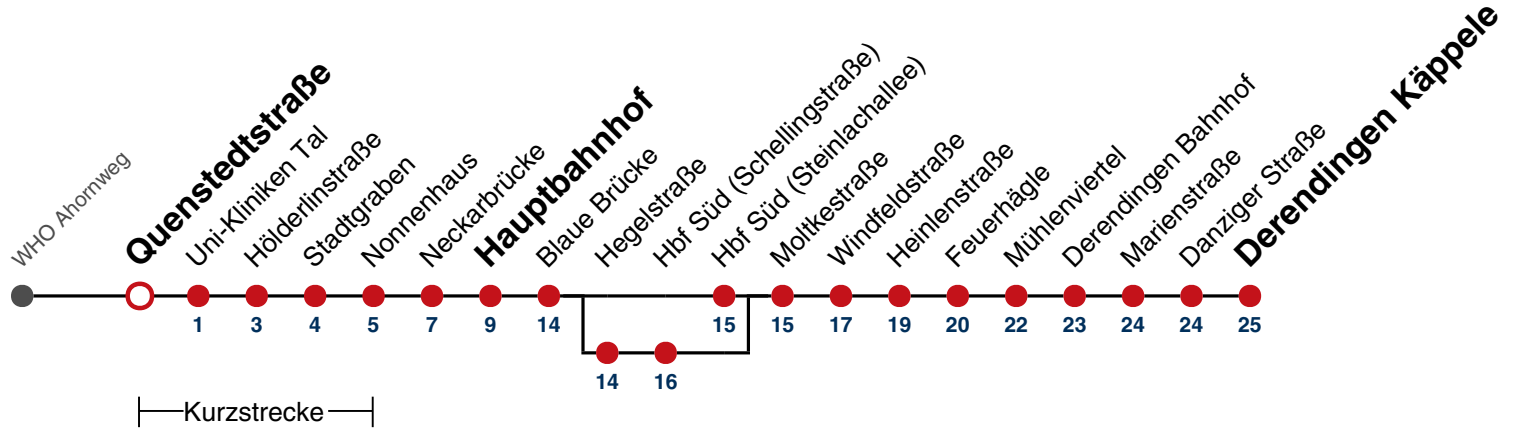 WHO Ahornweg
Quenstedtstraße
Uni-Kliniken Tal
Hölderlinstraße
Stadtgraben
Nonnenhaus
Neckarbrücke
Hauptbahnhof
Blaue Brücke
Hegelstraße
Hbf Süd (Schellingstraße)
Hbf Süd (Steinlachallee)
Moltkestraße
Windfeldstraße
Heinlenstraße
Feuerhägle
Mühlenviertel
Derendingen Bahnhof
Marienstraße
Danziger Straße
Derendingen Käppele
1 3 4 5 7 9 14 15 15 17 19 20 22 23 24 24 25
14 16
Kurzstrecke